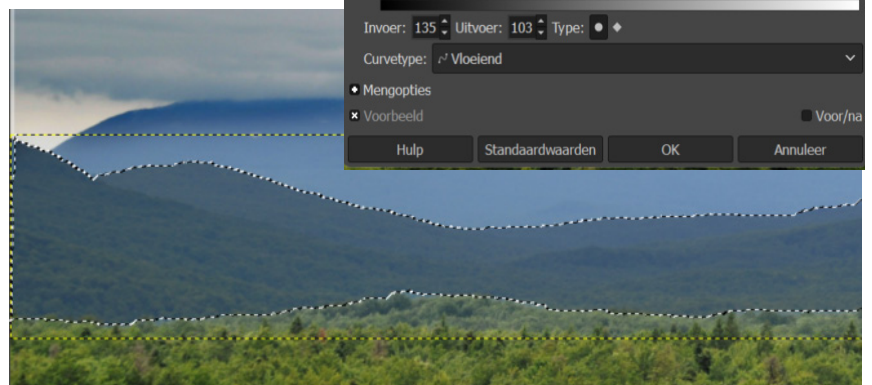 Invoer: 135 Uitvoer: 103 Type:
Curvetype: Vloeiend
Mengopties
Voorbeeld Voor/na
Hulp Standaardwaarden OK Annuleer